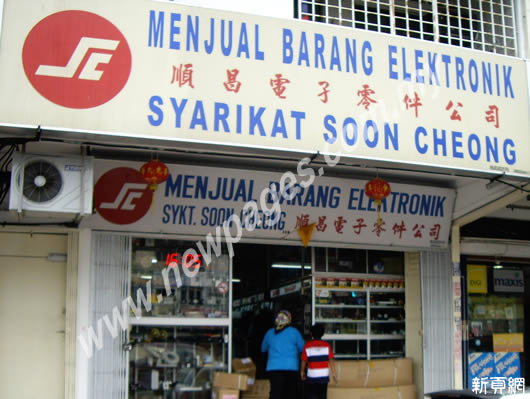 MENJUAL BARANG ELEKTRONIK
順昌電子零件公司
SYARIKAT SOON CHEONG
MENJUAL BARANG ELEKTRONIK
SYKT. SOON CHEONG 順昌電子零件公司
www.newpages.com.my
DiGi
maxis
新頁網